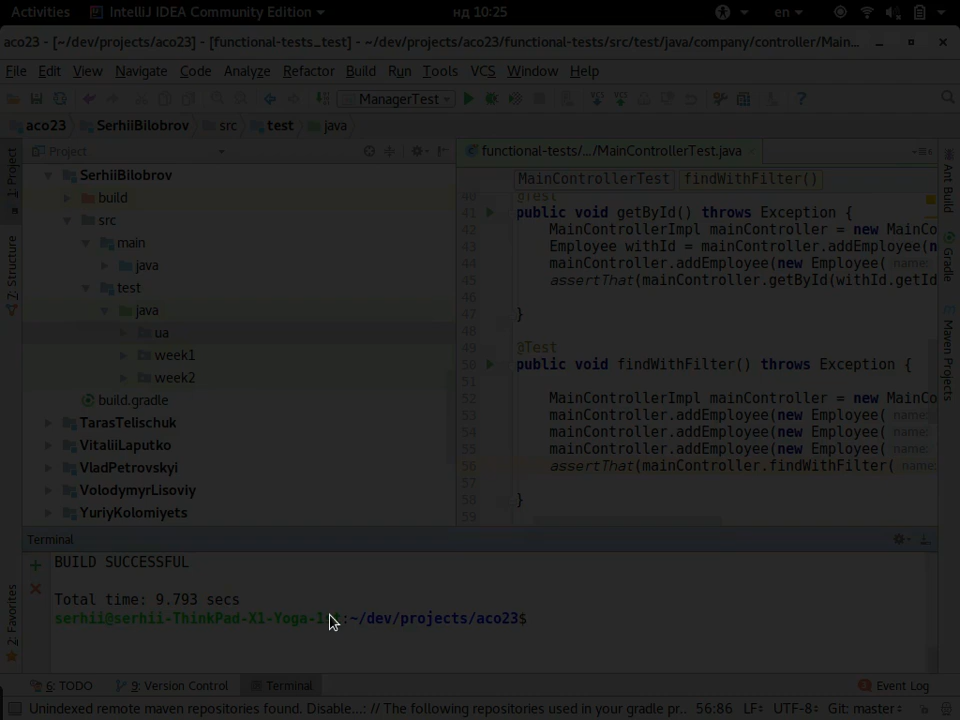 Activities IntelliJ IDEA Community Edition нд 10:25 en
aco23 - [~/dev/projects/aco23] - [functional-tests_test] - ~/dev/projects/aco23/functional-tests/src/test/java/company/controller/Main...
File Edit View Navigate Code Analyze Refactor Build Run Tools VCS Window Help
ManagerTest
aco23 SerhiiBilobrov src test java
Project
functional-tests/.../MainControllerTest.java
1: Project
7: Structure
2: Favorites
SerhiiBilobrov
build
src
main
java
test
java
ua
week1
week2
build.gradle
TarasTelischuk
VitaliiLaputko
VladPetrovskyi
VolodymyrLisoviy
YuriyKolomiyets
MainControllerTest findWithFilter()
40 @Test
41 public void getById() throws Exception {
42 MainControllerImpl mainController = new MainCo
43 Employee withId = mainController.addEmployee(n
44 mainController.addEmployee(new Employee( name:
45 assertThat(mainController.getById(withId.getId
46
47 }
48
49 @Test
50 public void findWithFilter() throws Exception {
51
52 MainControllerImpl mainController = new MainCo
53 mainController.addEmployee(new Employee( name:
54 mainController.addEmployee(new Employee( name:
55 mainController.addEmployee(new Employee( name:
56 assertThat(mainController.findWithFilter( name:
57
58 }
59
Ant Build
Gradle
Maven Projects
Terminal
BUILD SUCCESSFUL
Total time: 9.793 secs
:~/dev/projects/aco23$
6: TODO 9: Version Control Terminal Event Log
Unindexed remote maven repositories found. Disable...: // The following repositories used in your gradle pr... 56:86 LF÷ UTF-8÷ Git: master÷